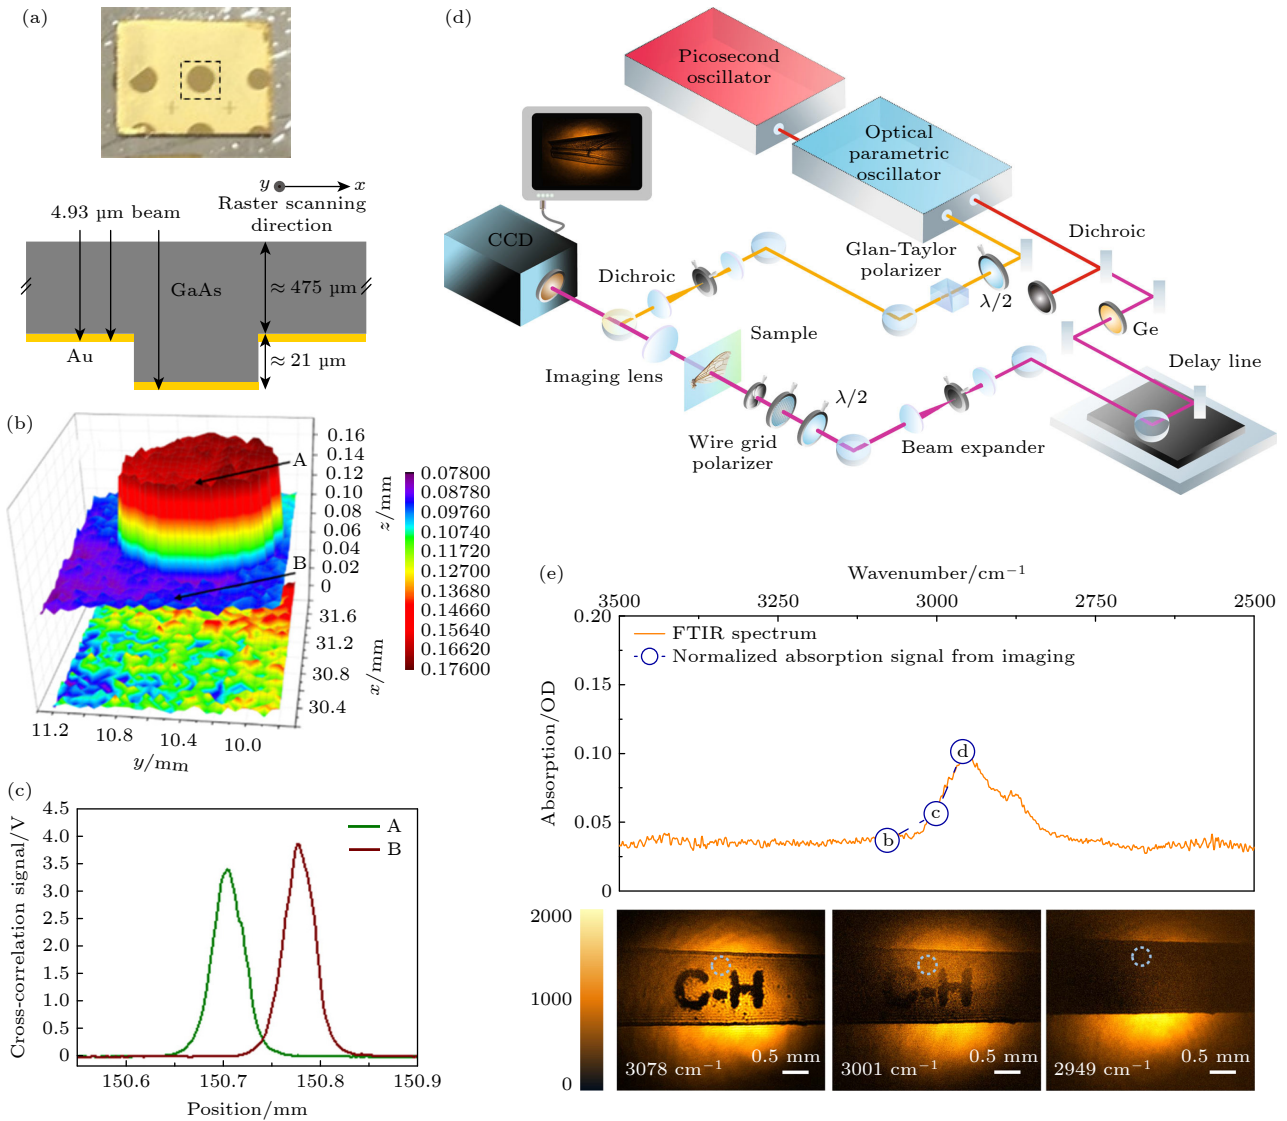 (a)
y
x
Raster scanning
direction
4.93 µm beam
GaAs
≈ 475 µm
Au
≈ 21 µm
(b)
A
B
0.16
0.14
0.12
0.10
0.08
0.06
0.04
0.02
0
z/mm
31.6
31.2
30.8
30.4
x/mm
11.2
10.8
10.4
10.0
y/mm
0.07800
0.08780
0.09760
0.10740
0.11720
0.12700
0.13680
0.14660
0.15640
0.16620
0.17600
(c)
4.5
4.0
3.5
3.0
2.5
2.0
1.5
1.0
0.5
0
Cross-correlation signal/V
A
B
150.6
150.7
150.8
150.9
Position/mm
(d)
Picosecond
oscillator
Optical
parametric
oscillator
CCD
Dichroic
Glan-Taylor
polarizer
λ/2
Dichroic
Ge
Delay line
Sample
Imaging lens
λ/2
Wire grid
polarizer
Beam expander
(e)
Wavenumber/cm⁻¹
3500
3250
3000
2750
2500
0.20
0.15
0.10
0.05
0
Absorption/OD
FTIR spectrum
Normalized absorption signal from imaging
b
c
d
2000
1000
0
C-H
3078 cm⁻¹
0.5 mm
C-H
3001 cm⁻¹
0.5 mm
2949 cm⁻¹
0.5 mm